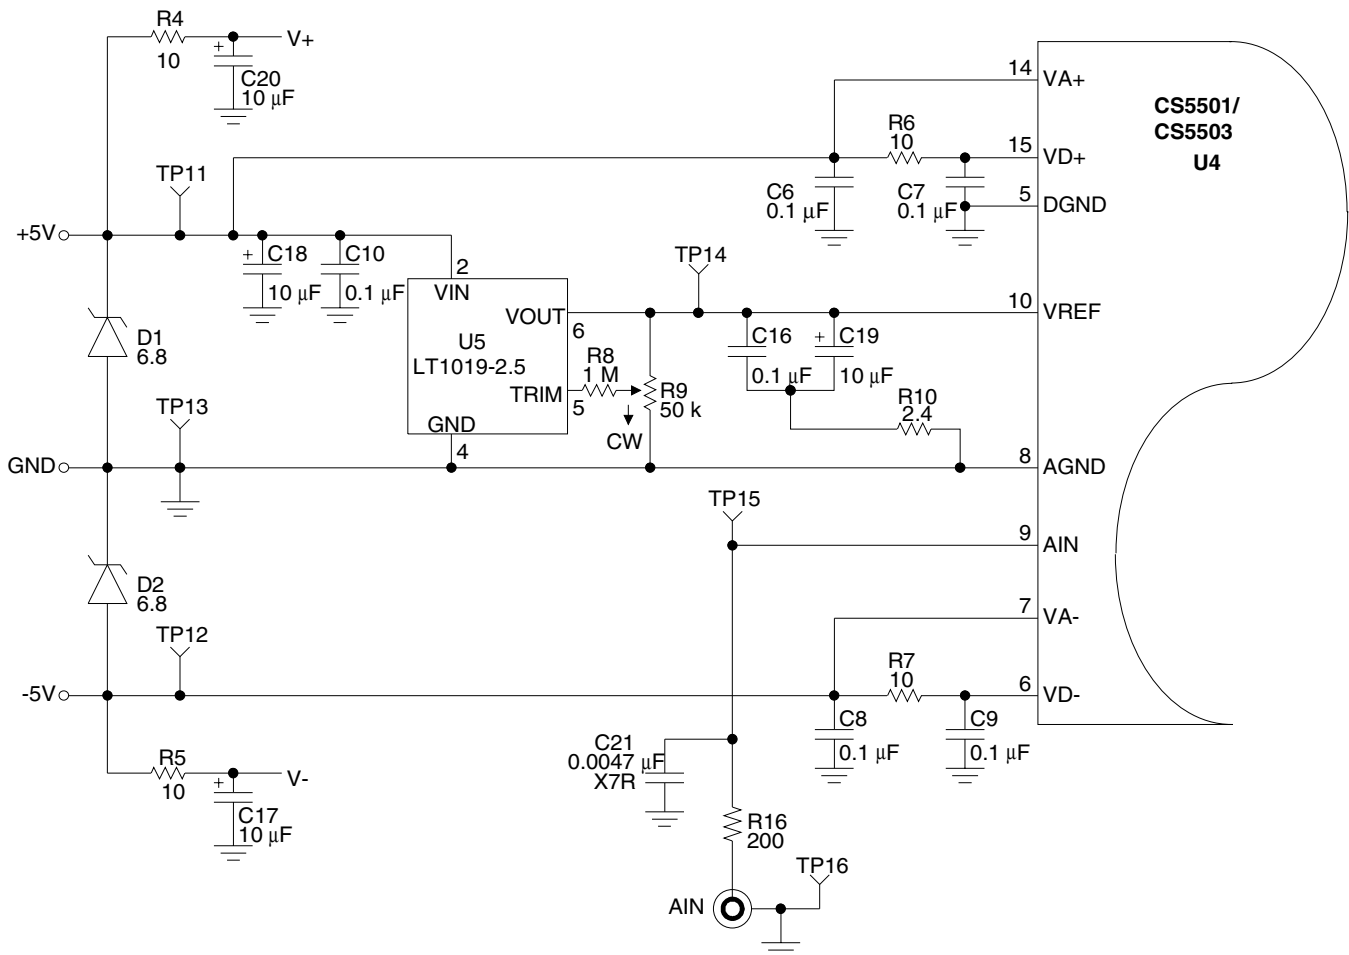 R4
10
+
V+
C20
10 µF
14
VA+
CS5501/
CS5503
U4
R6
10
15
VD+
TP11
C6
0.1 µF
C7
0.1 µF
5
DGND
+5V
+
C18
10 µF
C10
0.1 µF
2
VIN
TP14
10
VREF
VOUT
6
U5
LT1019-2.5
D1
6.8
R8
1 M
C16
0.1 µF
+
C19
10 µF
TRIM
5
R9
50 k
R10
2.4
TP13
GND
CW
4
GND
8
AGND
TP15
9
AIN
D2
6.8
7
VA-
TP12
R7
10
-5V
6
VD-
C8
0.1 µF
C9
0.1 µF
C21
0.0047 µF
X7R
R5
10
+
V-
C17
10 µF
R16
200
TP16
AIN